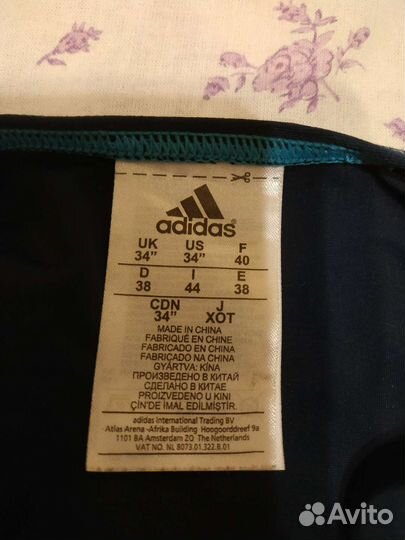 adidas
UK US F
34" 34" 40
D I E
38 44 38
CDN J
34" XOT
MADE IN CHINA
FABRIQUÉ EN CHINE
FABRICADO EN CHINA
FABRICADO NA CHINA
GYÁRTVA: KÍNA
ПРОИЗВЕДЕНО В КИТАЙ
СДЕЛАНО В КИТАЕ
PROIZVEDENO U KINI
ÇİN'DE İMAL EDİLMİŞTİR.
adidas International Trading BV
Atlas Arena -Afrika Building Hoogoorddreef 9a
1101 BA Amsterdam ZO The Netherlands
VAT NO. NL 8073.01.322.B.01
Avito